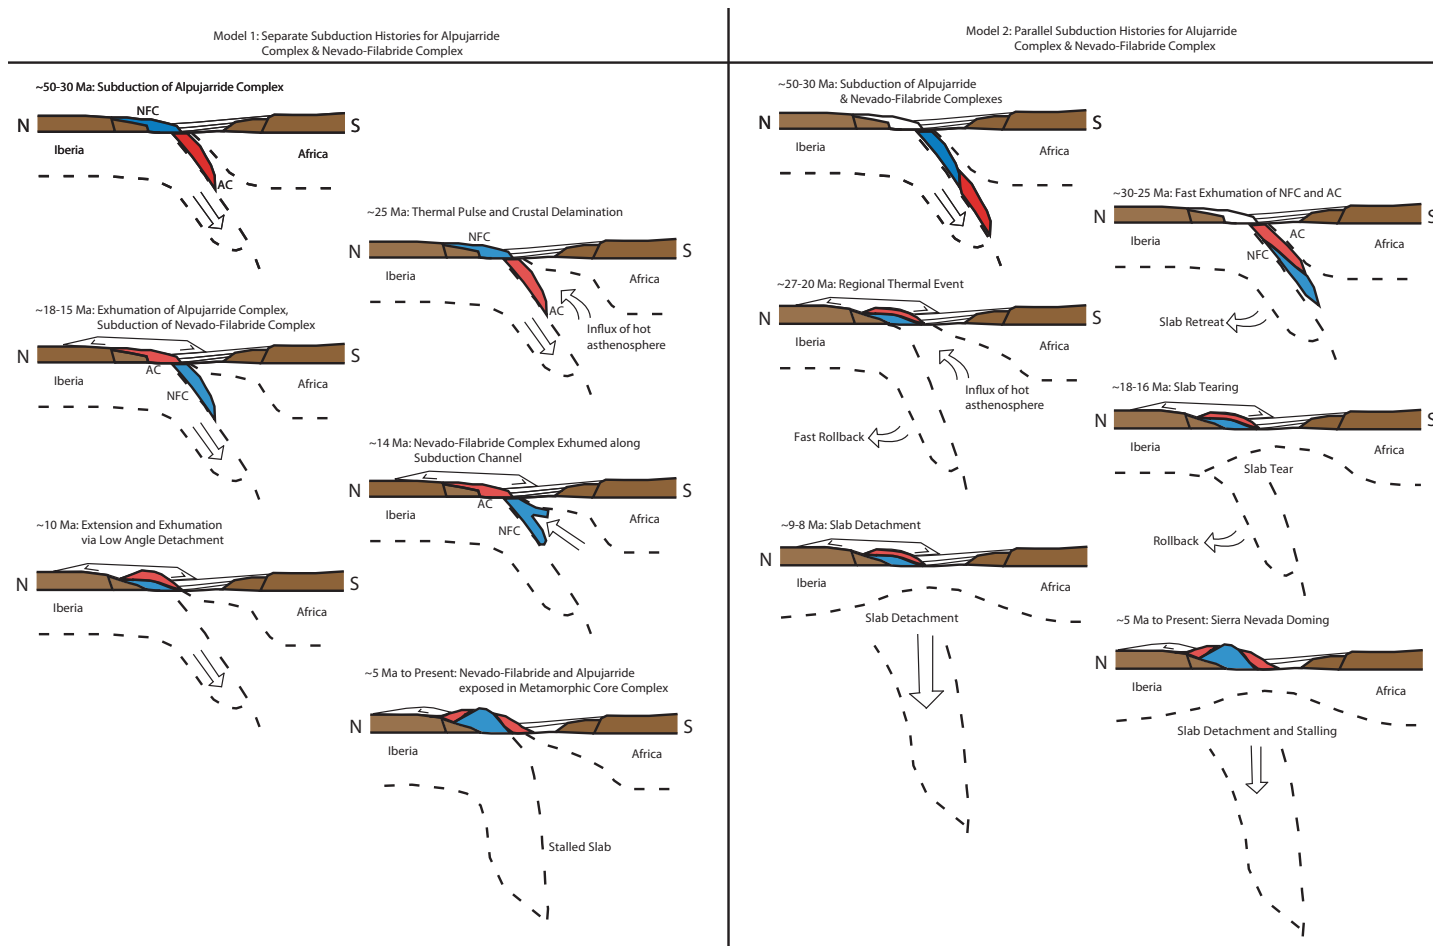 Model 1: Separate Subduction Histories for Alpujarride
Complex & Nevado-Filabride Complex
~50-30 Ma: Subduction of Alpujarride Complex
NFC
N
S
Iberia
Africa
AC
~25 Ma: Thermal Pulse and Crustal Delamination
NFC
N
S
Iberia
Africa
AC
Influx of hot
asthenosphere
~18-15 Ma: Exhumation of Alpujarride Complex,
Subduction of Nevado-Filabride Complex
N
S
AC
Iberia
Africa
NFC
~14 Ma: Nevado-Filabride Complex Exhumed along
Subduction Channel
N
S
AC
Iberia
Africa
NFC
~10 Ma: Extension and Exhumation
via Low Angle Detachment
N
S
Iberia
Africa
~5 Ma to Present: Nevado-Filabride and Alpujarride
exposed in Metamorphic Core Complex
N
S
Iberia
Africa
Stalled Slab
Model 2: Parallel Subduction Histories for Alujarride
Complex & Nevado-Filabride Complex
~50-30 Ma: Subduction of Alpujarride
& Nevado-Filabride Complexes
N
S
Iberia
Africa
~30-25 Ma: Fast Exhumation of NFC and AC
N
S
AC
Iberia
Africa
NFC
Slab Retreat
~27-20 Ma: Regional Thermal Event
N
S
Iberia
Africa
Influx of hot
asthenosphere
Fast Rollback
~18-16 Ma: Slab Tearing
N
S
Iberia
Africa
Slab Tear
Rollback
~9-8 Ma: Slab Detachment
N
Iberia
Africa
Slab Detachment
~5 Ma to Present: Sierra Nevada Doming
N
Iberia
Africa
Slab Detachment and Stalling